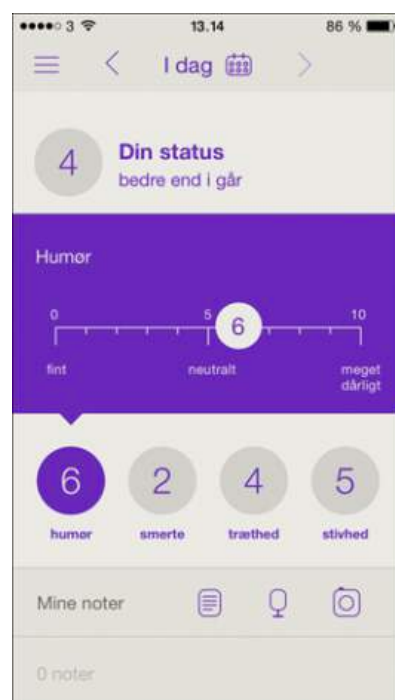 3 13.14 86 %
I dag
4
Din status
bedre end i går
Humør
0 5 10
6
fint neutralt meget
dårligt
6 2 4 5
humør smerte træthed stivhed
Mine noter
0 noter